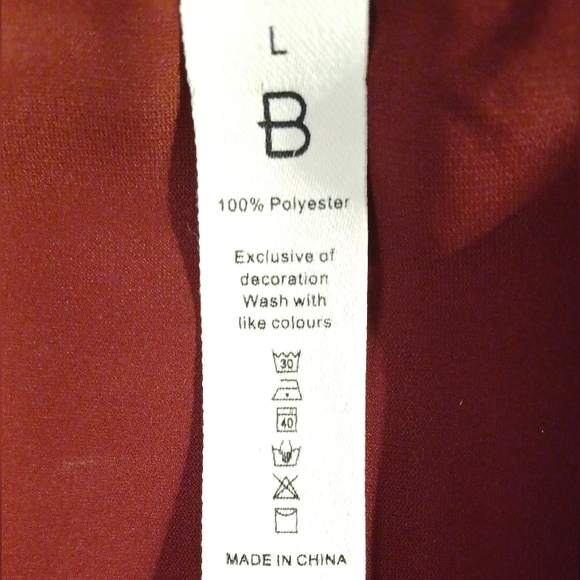 L
B
100% Polyester
Exclusive of
decoration
Wash with
like colours
30
40
MADE IN CHINA